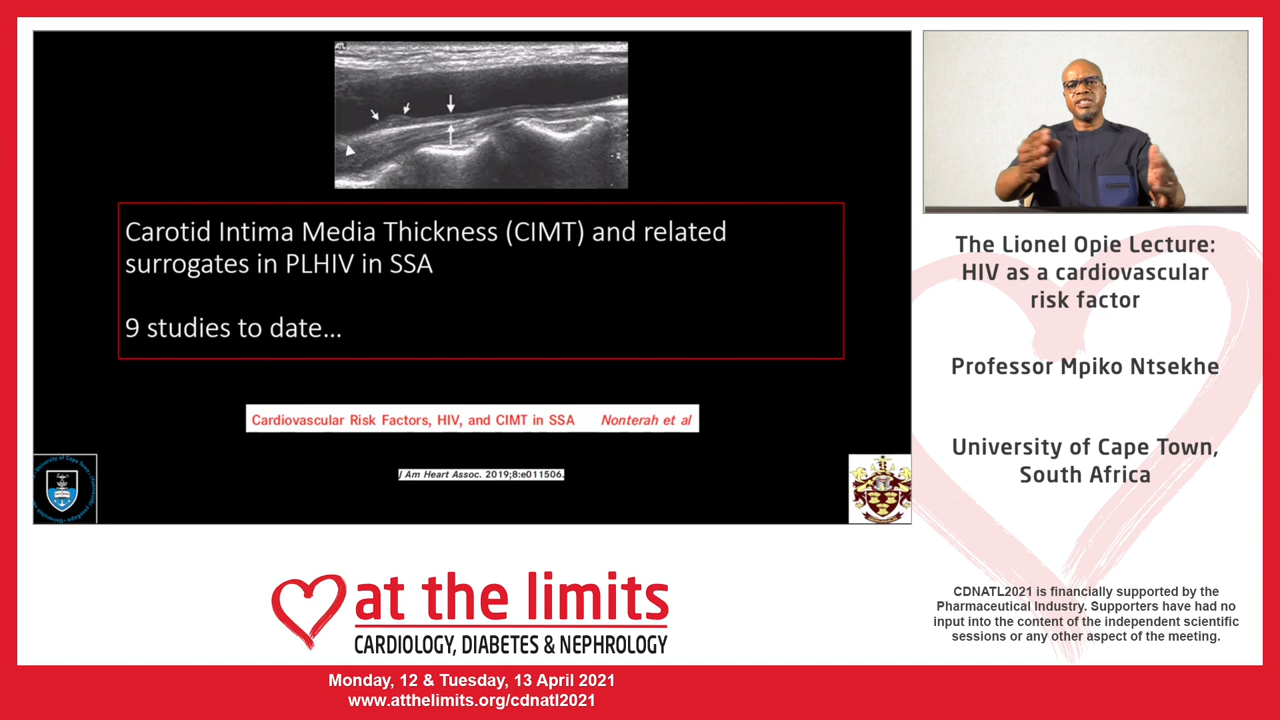 ATL
2
Carotid Intima Media Thickness (CIMT) and related
surrogates in PLHIV in SSA
9 studies to date...
Cardiovascular Risk Factors, HIV, and CIMT in SSA Nonterah et al
J Am Heart Assoc. 2019;8:e011506.
The Lionel Opie Lecture:
HIV as a cardiovascular
risk factor
Professor Mpiko Ntsekhe
University of Cape Town,
South Africa
CDNATL2021 is financially supported by the
Pharmaceutical Industry. Supporters have had no
input into the content of the independent scientific
sessions or any other aspect of the meeting.
at the limits
CARDIOLOGY, DIABETES & NEPHROLOGY
Monday, 12 & Tuesday, 13 April 2021
www.atthelimits.org/cdnatl2021